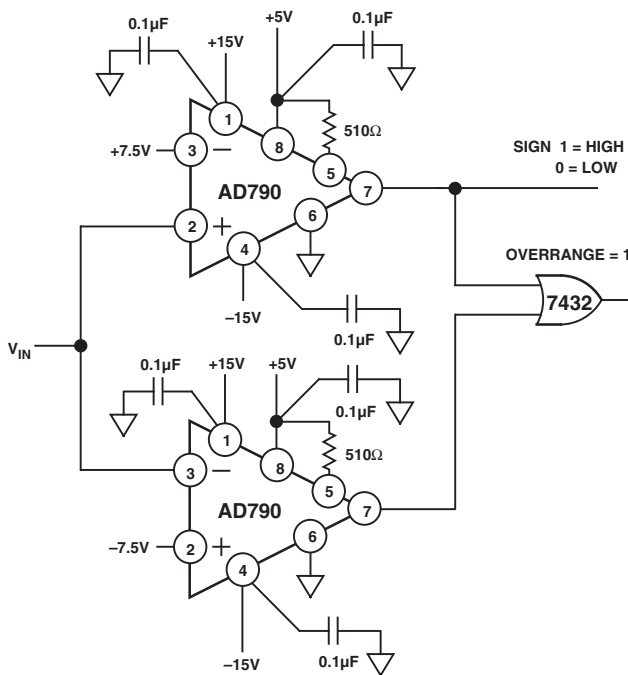 0.1µF
+15V
+5V
0.1µF
1
8
510Ω
+7.5V
3
–
5
SIGN 1 = HIGH
0 = LOW
AD790
7
2
+
6
4
OVERRANGE = 1
7432
–15V
0.1µF
VIN
0.1µF
+15V
+5V
0.1µF
1
8
510Ω
3
–
5
AD790
7
–7.5V
2
+
6
4
–15V
0.1µF